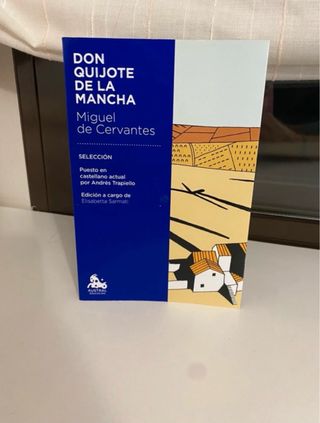 DON
QUIJOTE
DE LA
MANCHA
Miguel
de Cervantes
SELECCIÓN
Puesto en
castellano actual
por Andrés Trapiello
Edición a cargo de
Elisabetta Sarmati
AUSTRAL